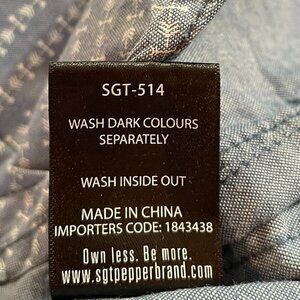 SGT-514
WASH DARK COLOURS
SEPARATELY
WASH INSIDE OUT
MADE IN CHINA
IMPORTERS CODE: 1843438
Own less. Be more.
www.sgtpepperbrand.com